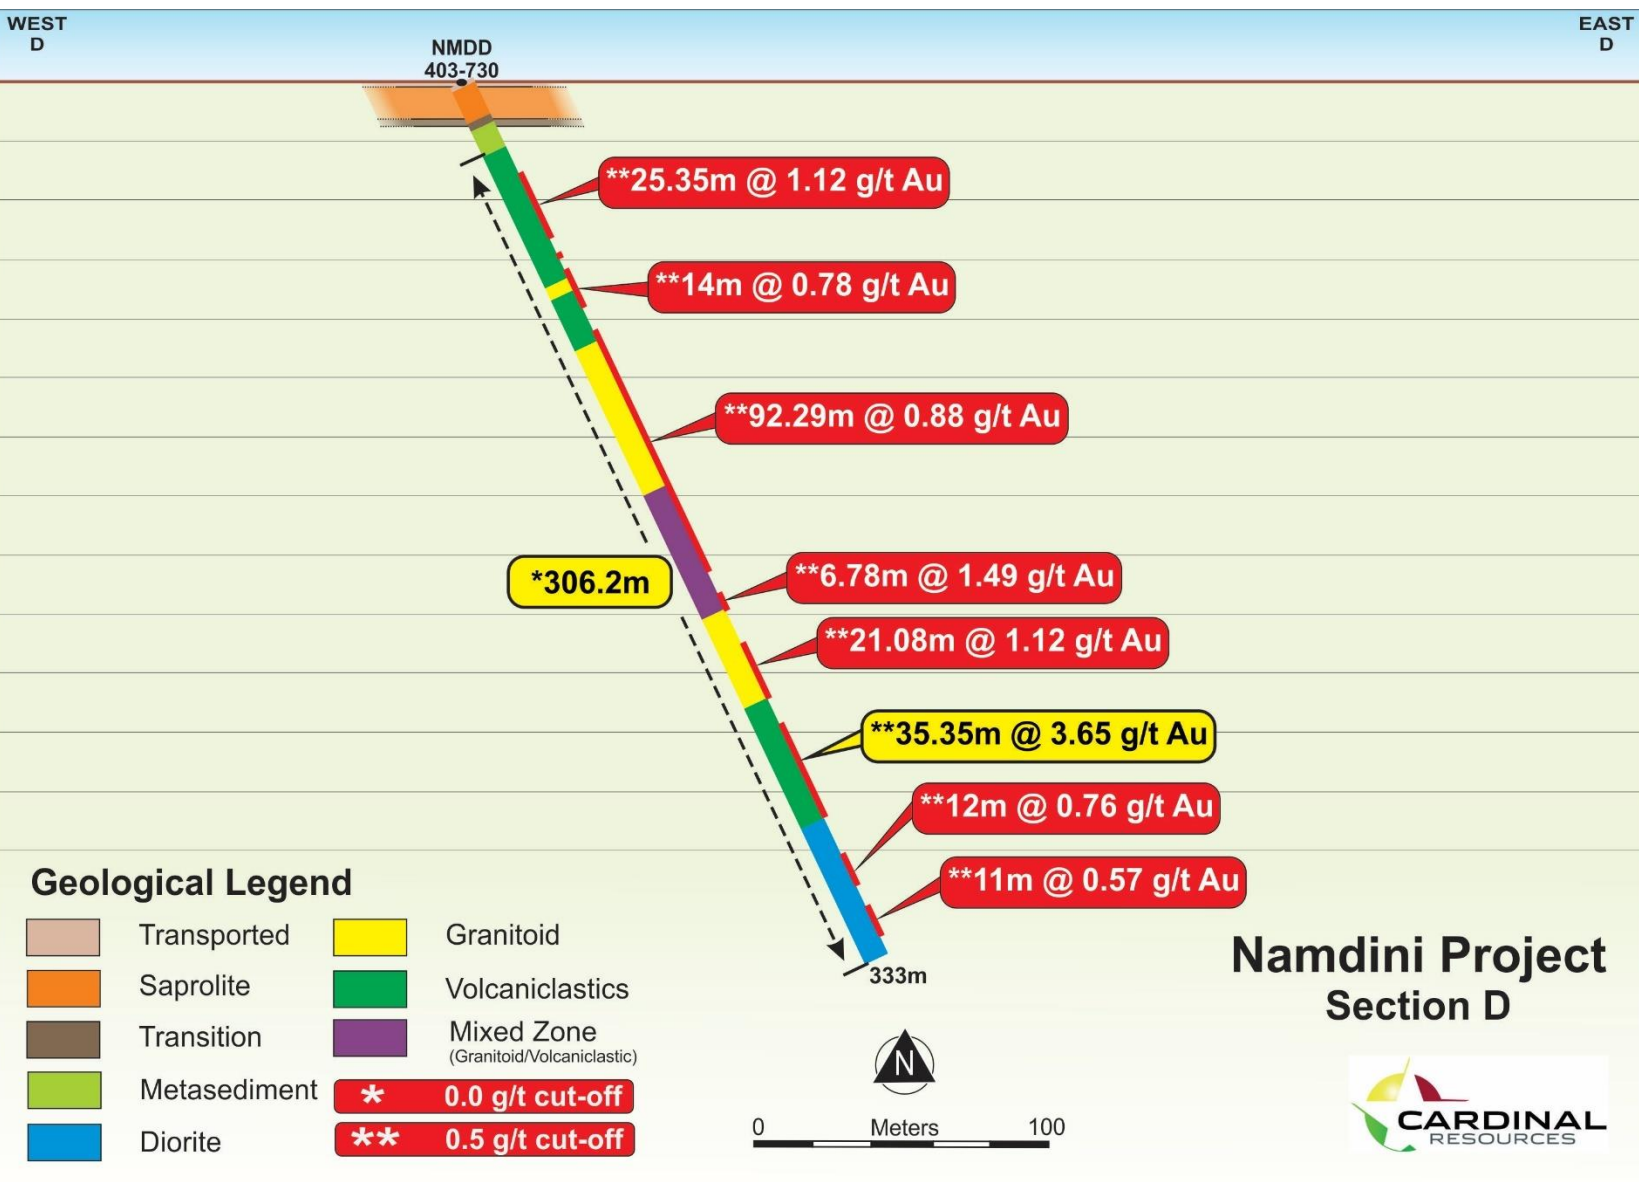 WEST
D
EAST
D
NMDD
403-730
**25.35m @ 1.12 g/t Au
**14m @ 0.78 g/t Au
**92.29m @ 0.88 g/t Au
*306.2m
**6.78m @ 1.49 g/t Au
**21.08m @ 1.12 g/t Au
**35.35m @ 3.65 g/t Au
**12m @ 0.76 g/t Au
**11m @ 0.57 g/t Au
333m
Geological Legend
Transported
Saprolite
Transition
Metasediment
Diorite
Granitoid
Volcaniclastics
Mixed Zone
(Granitoid/Volcaniclastic)
* 0.0 g/t cut-off
** 0.5 g/t cut-off
N
0 Meters 100
Namdini Project
Section D
CARDINAL
RESOURCES